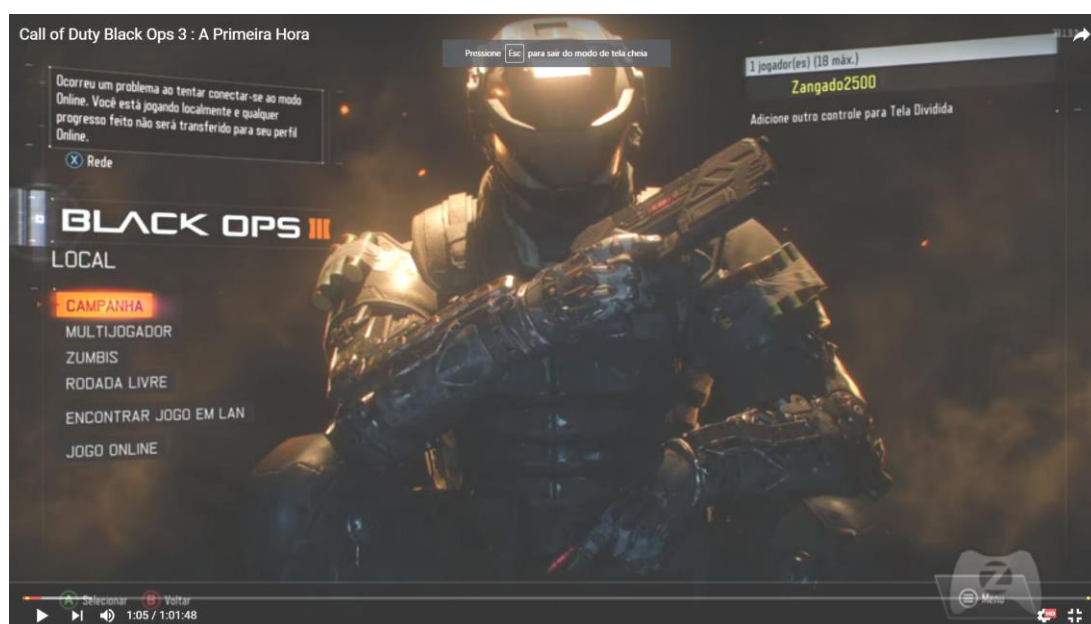 Call of Duty Black Ops 3 : A Primeira Hora
Pressione Esc para sair do modo de tela cheia
1 jogador(es) (18 máx.)
Zangado2500
Adicione outro controle para Tela Dividida
Ocorreu um problema ao tentar conectar-se ao modo
Online. Você está jogando localmente e qualquer
progresso feito não será transferido para seu perfil
Online.
X Rede
BLACK OPS III
LOCAL
CAMPANHA
MULTIJOGADOR
ZUMBIS
RODADA LIVRE
ENCONTRAR JOGO EM LAN
JOGO ONLINE
Z
A Selecionar B Voltar
Menu
1:05 / 1:01:48
HD